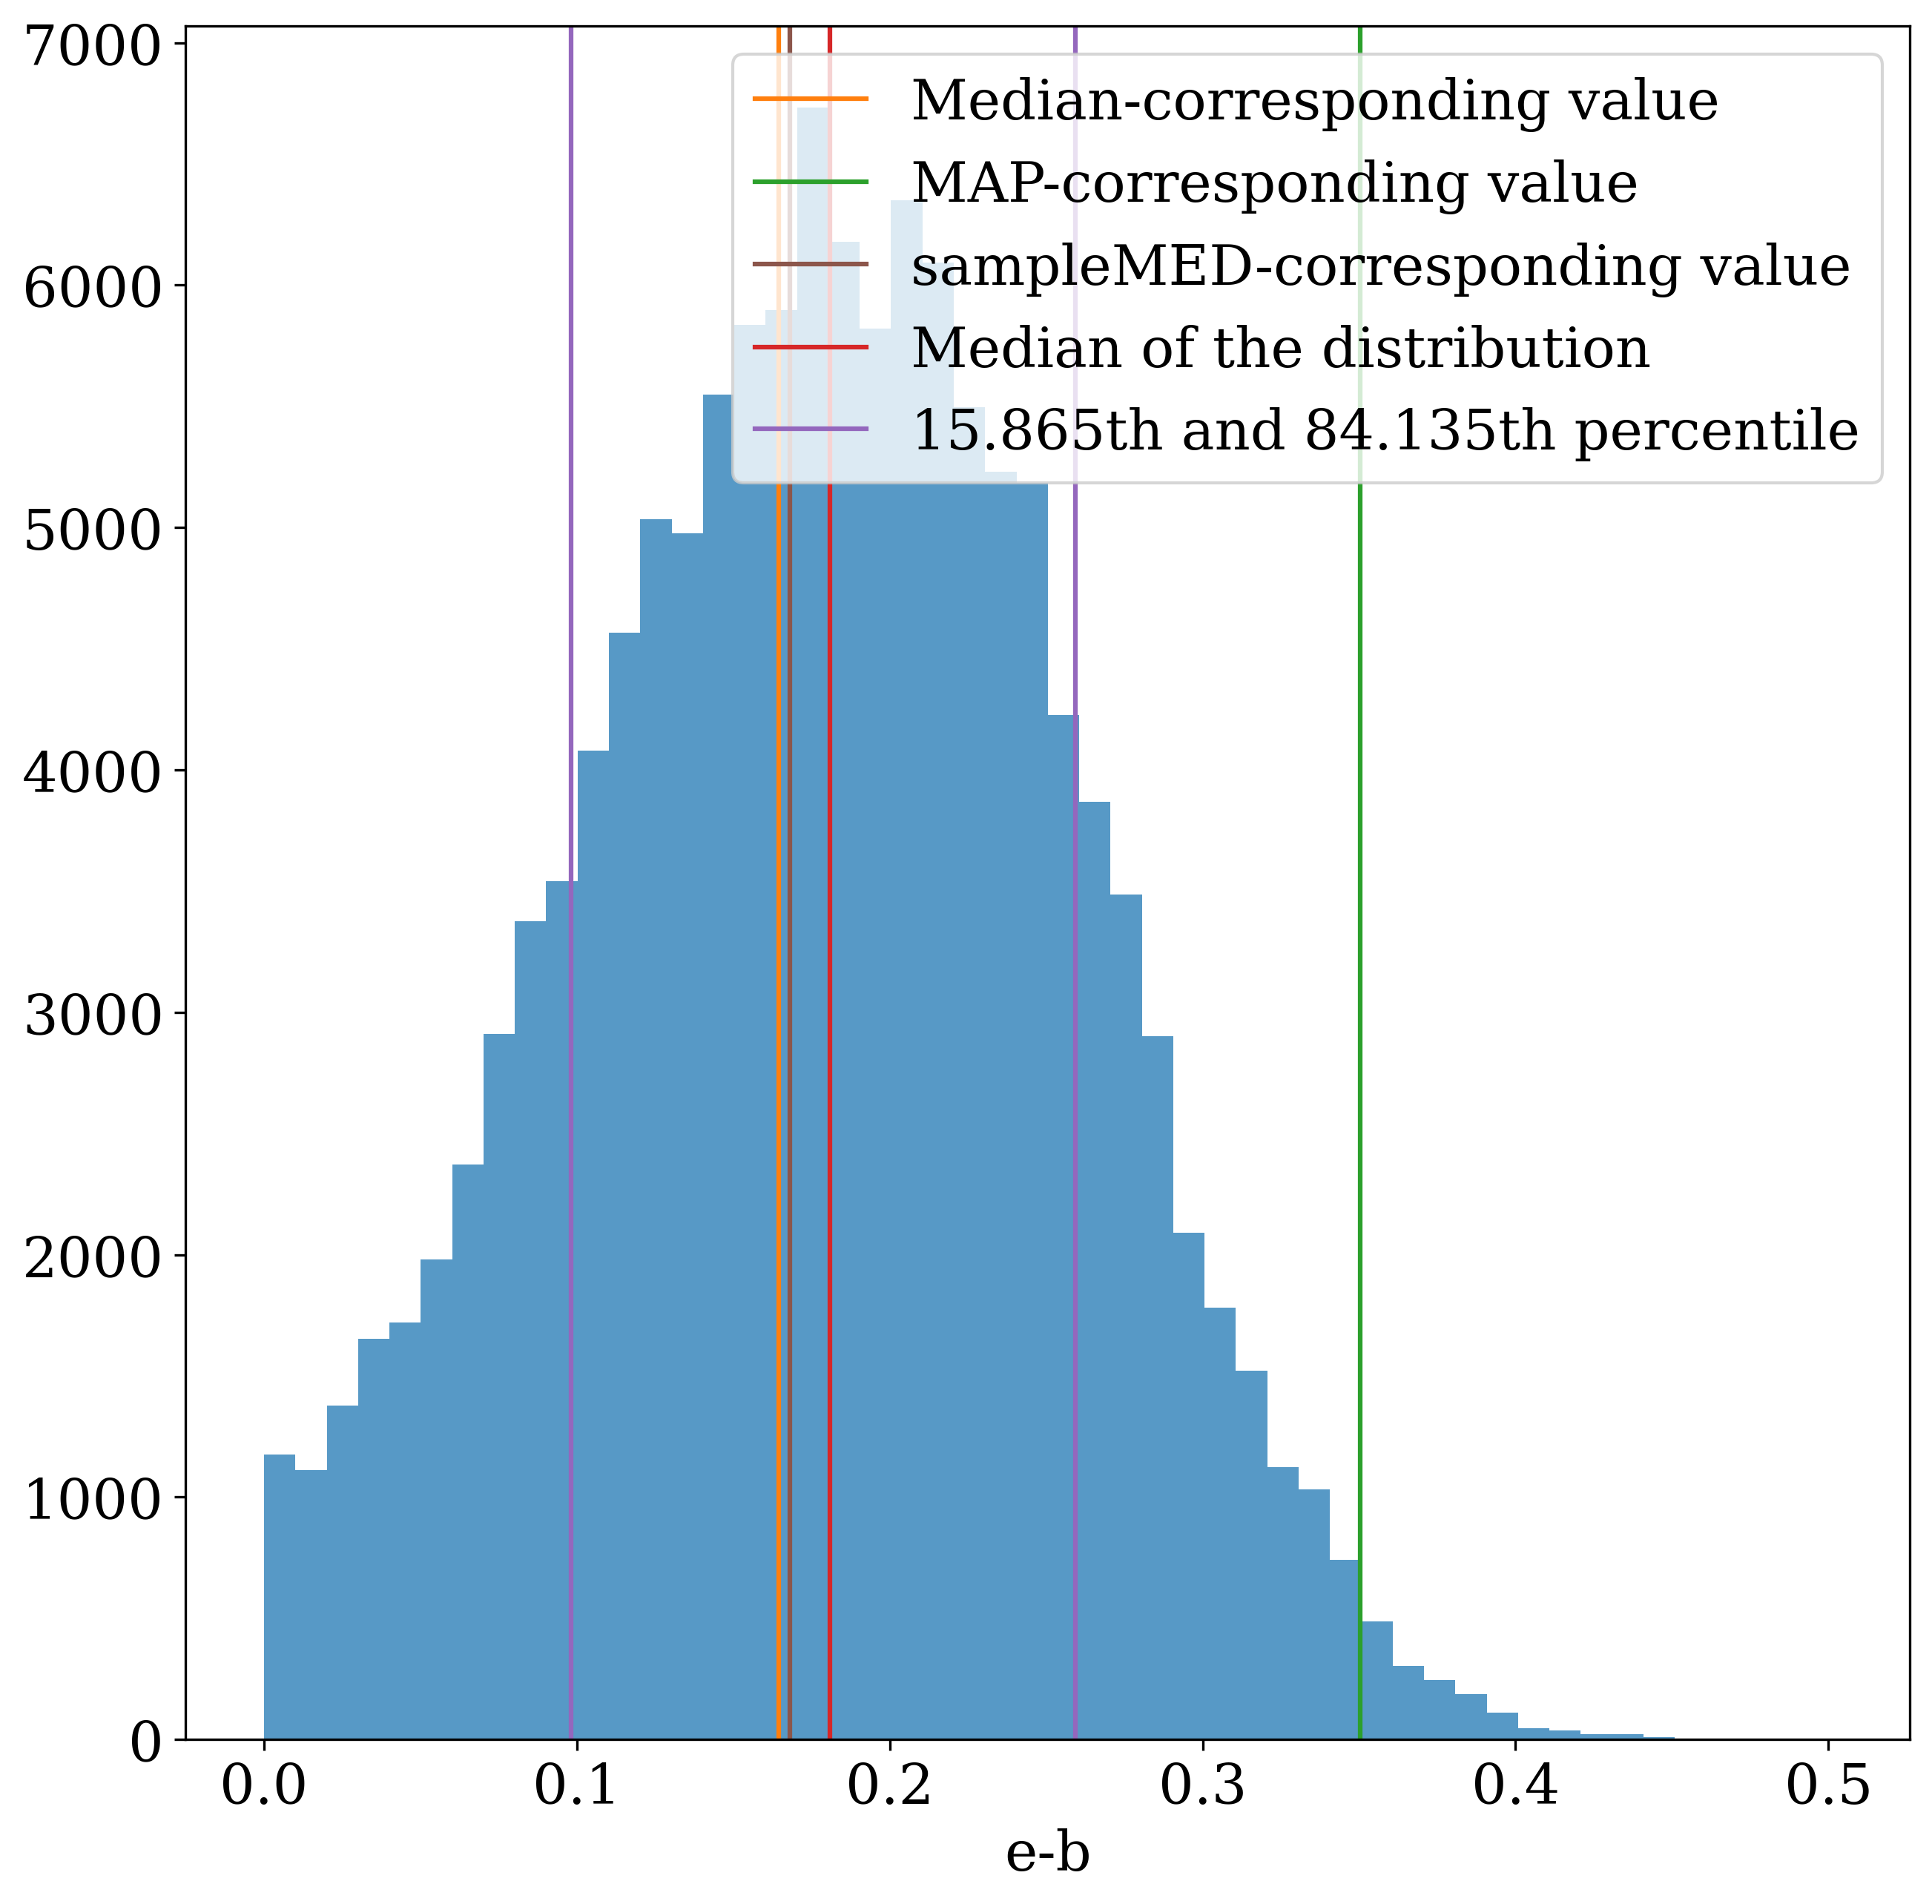 7000
6000
5000
4000
3000
2000
1000
0
Median-corresponding value
MAP-corresponding value
sampleMED-corresponding value
Median of the distribution
15.865th and 84.135th percentile
0.0 0.1 0.2 0.3 0.4 0.5
e-b